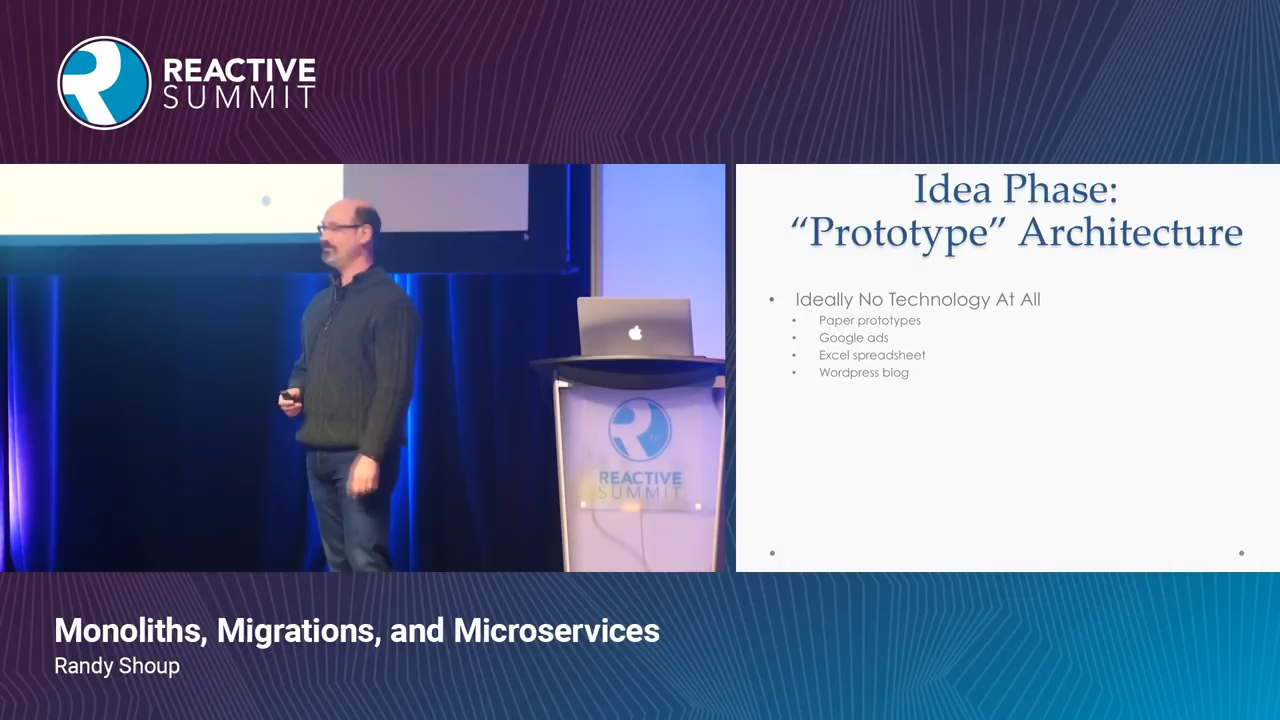 REACTIVE
SUMMIT
Idea Phase:
“Prototype” Architecture
• Ideally No Technology At All
• Paper prototypes
• Google ads
• Excel spreadsheet
• Wordpress blog
REACTIVE
SUMMIT
Monoliths, Migrations, and Microservices
Randy Shoup